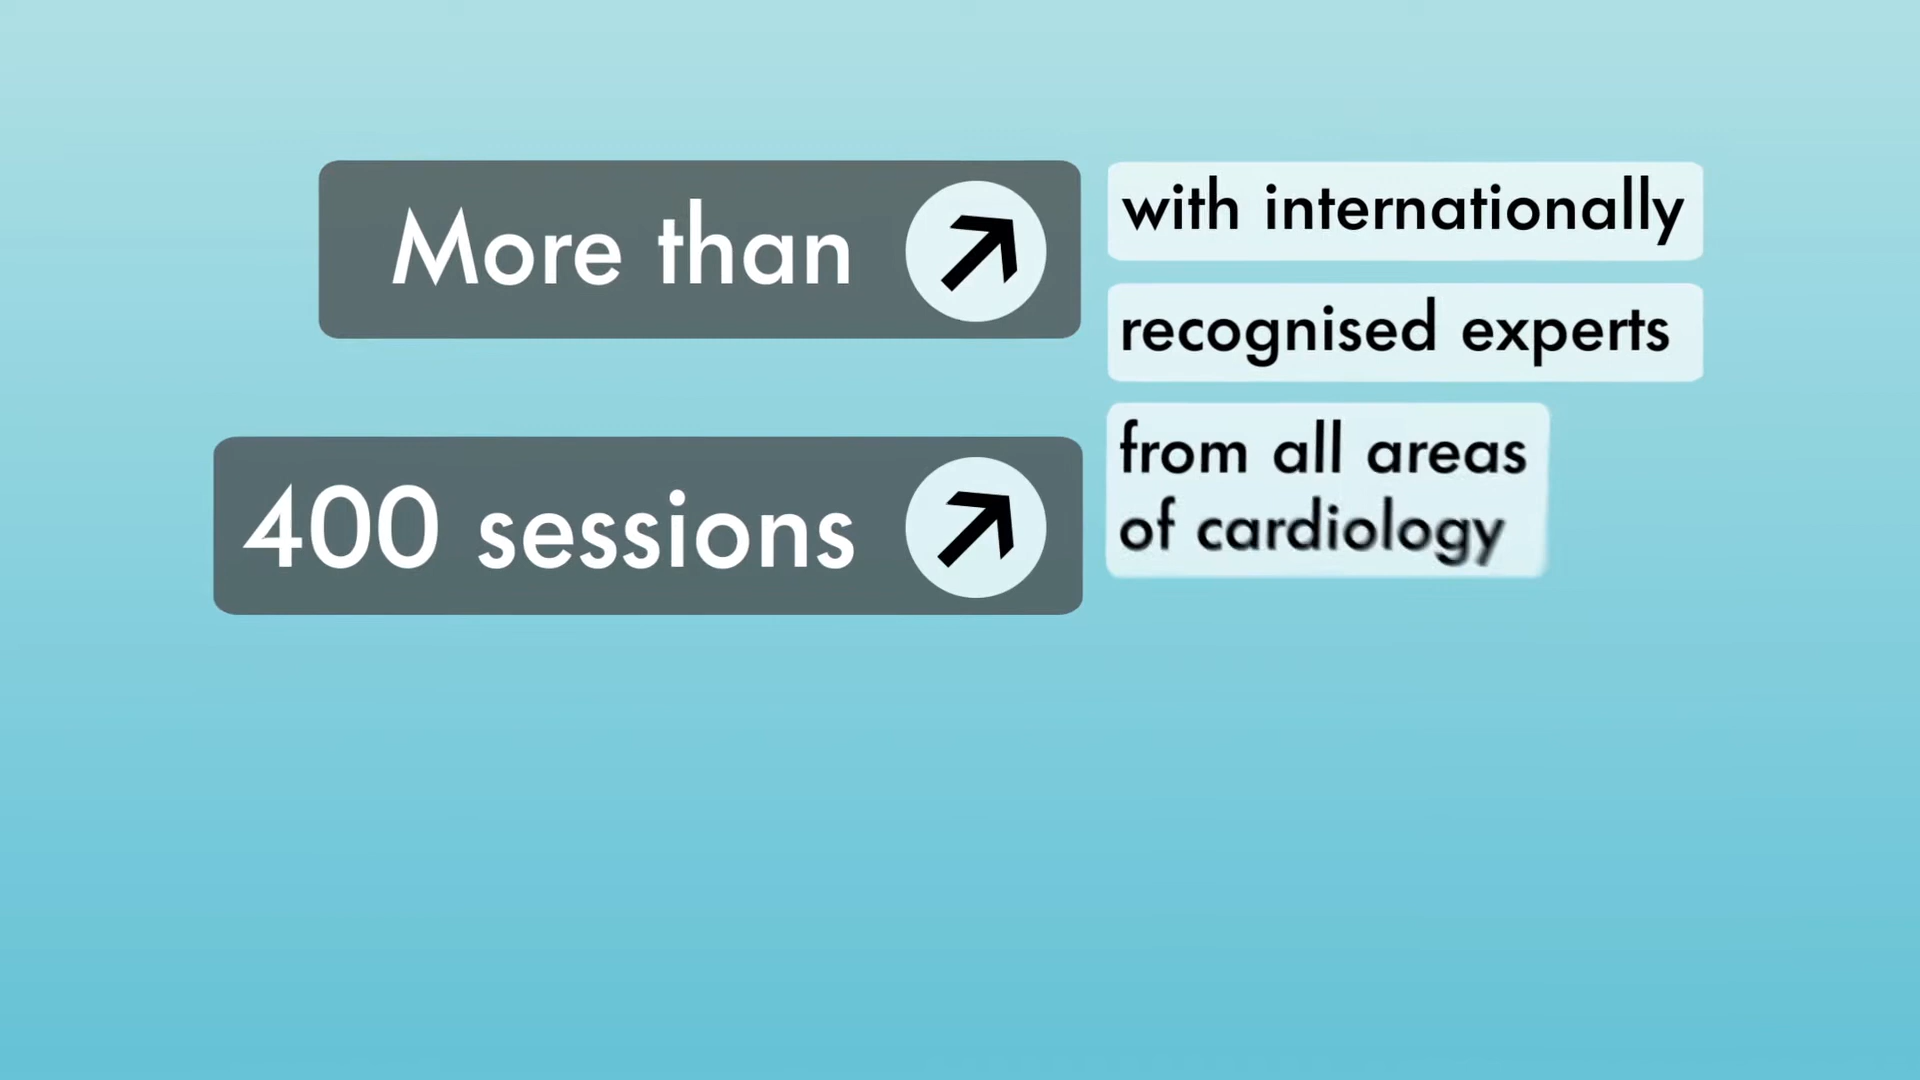 More than
400 sessions
with internationally
recognised experts
from all areas
of cardiology